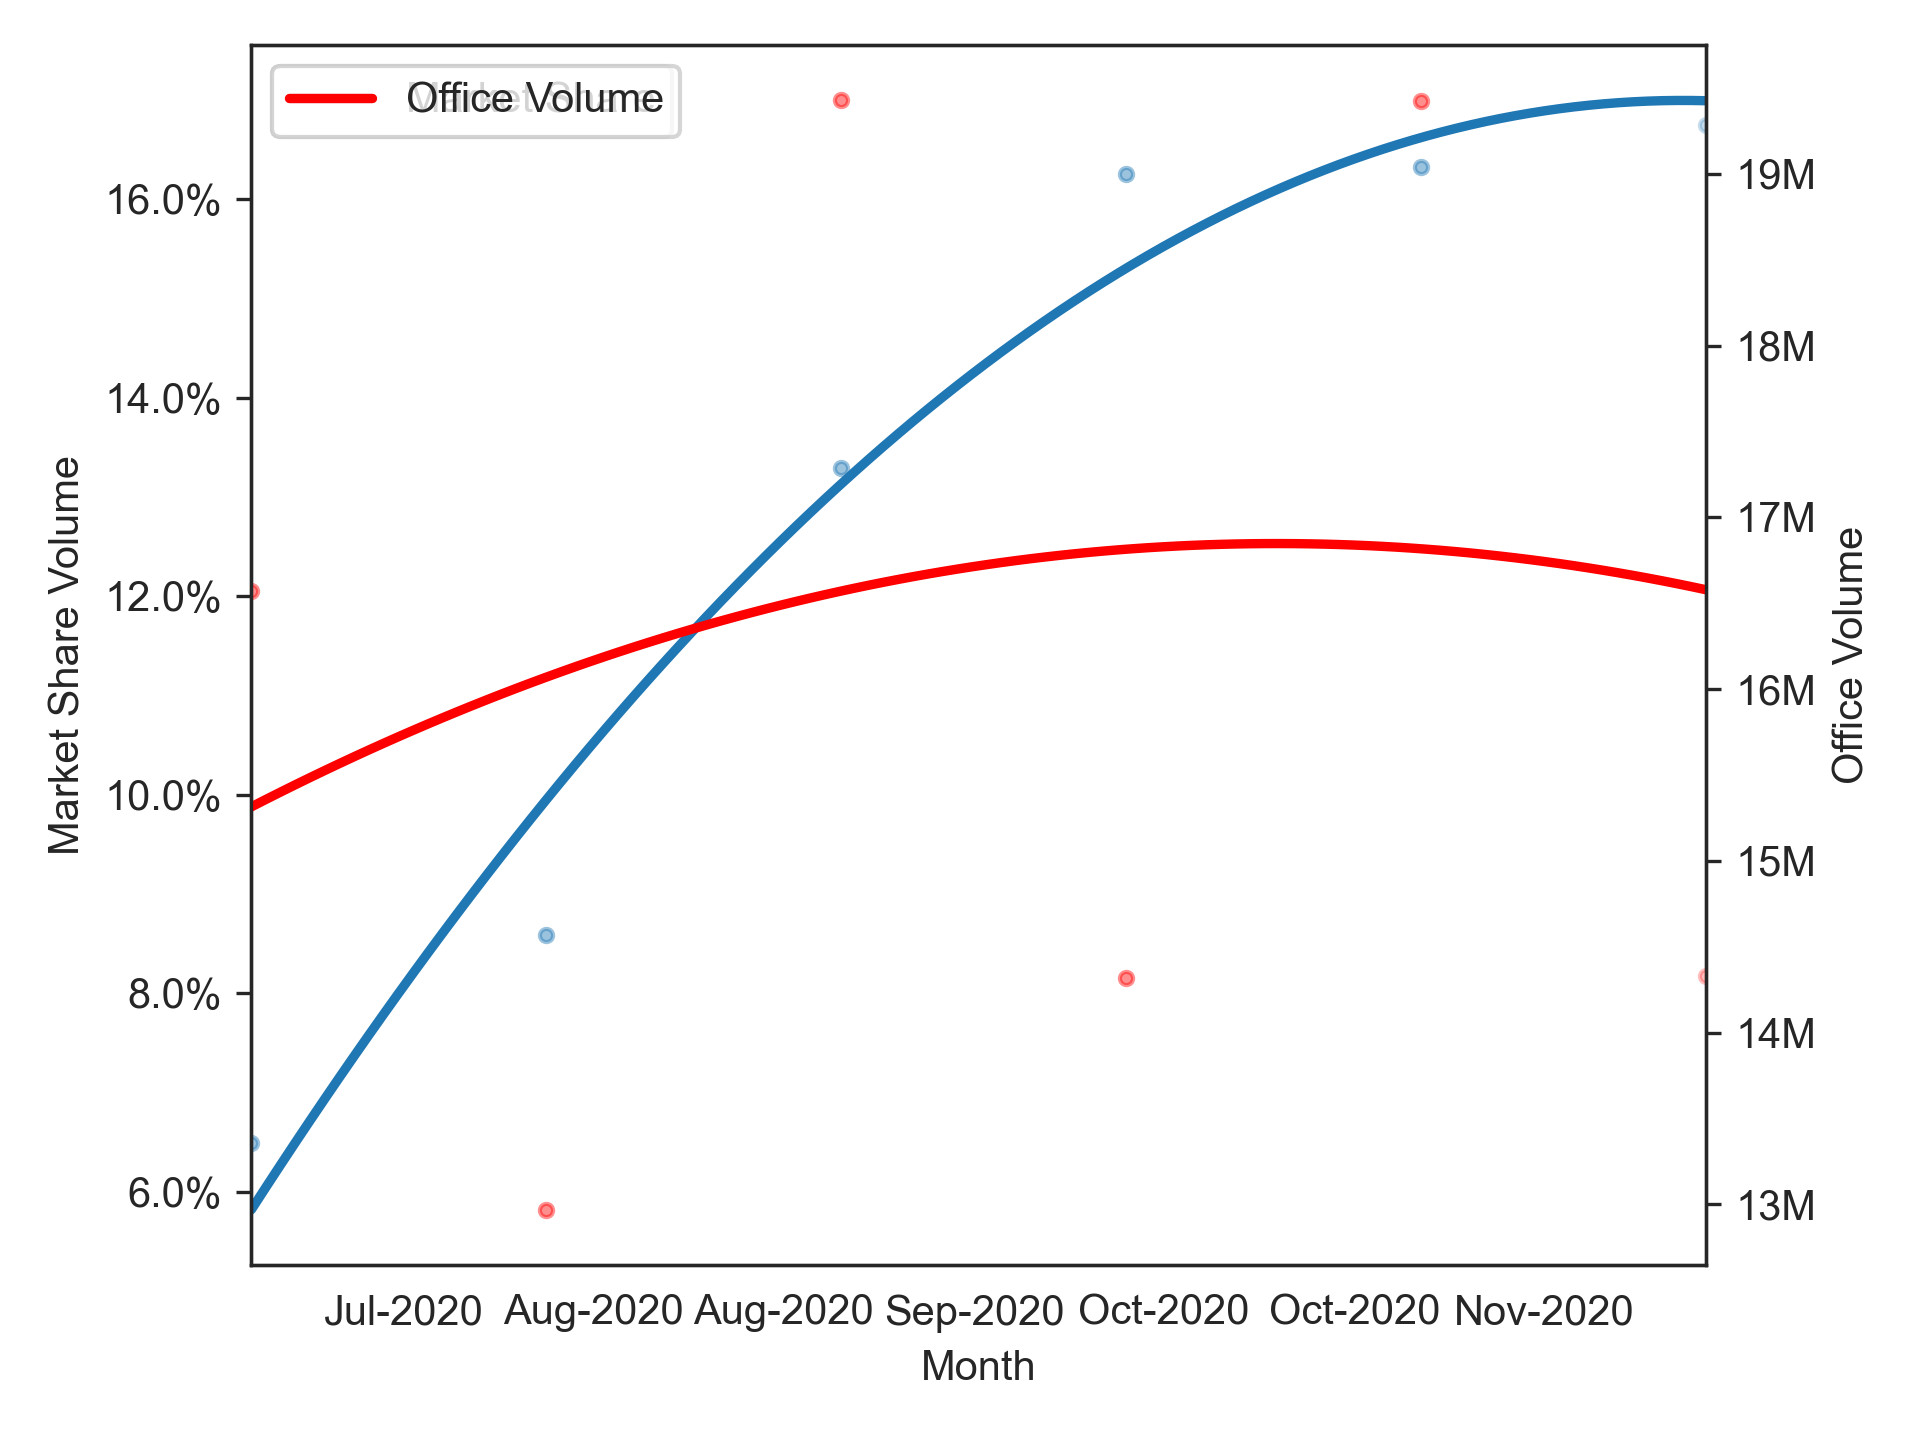 Market Share
Office Volume
16.0%
14.0%
12.0%
10.0%
8.0%
6.0%
Market Share Volume
19M
18M
17M
16M
15M
14M
13M
Office Volume
Jul-2020 Aug-2020 Aug-2020 Sep-2020 Oct-2020 Oct-2020 Nov-2020
Month